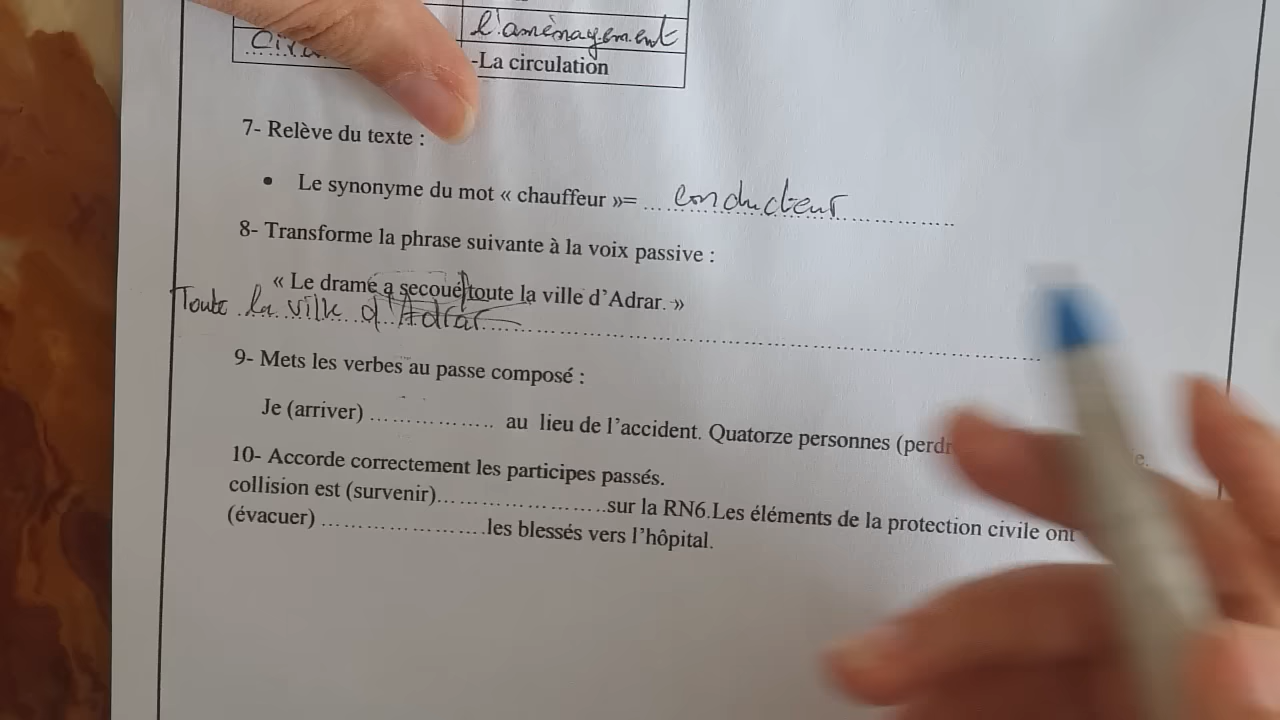 l'aménagement
-La circulation
7- Relève du texte :
• Le synonyme du mot « chauffeur »= ... conducteur ...............
8- Transforme la phrase suivante à la voix passive :
« Le drame a secoué toute la ville d'Adrar. »
Toute la ville d'Adrar ..............................
9- Mets les verbes au passe composé :
Je (arriver) ................. au lieu de l'accident. Quatorze personnes (perdr
10- Accorde correctement les participes passés.
collision est (survenir)......................sur la RN6.Les éléments de la protection civile ont
(évacuer) ......................les blessés vers l'hôpital.